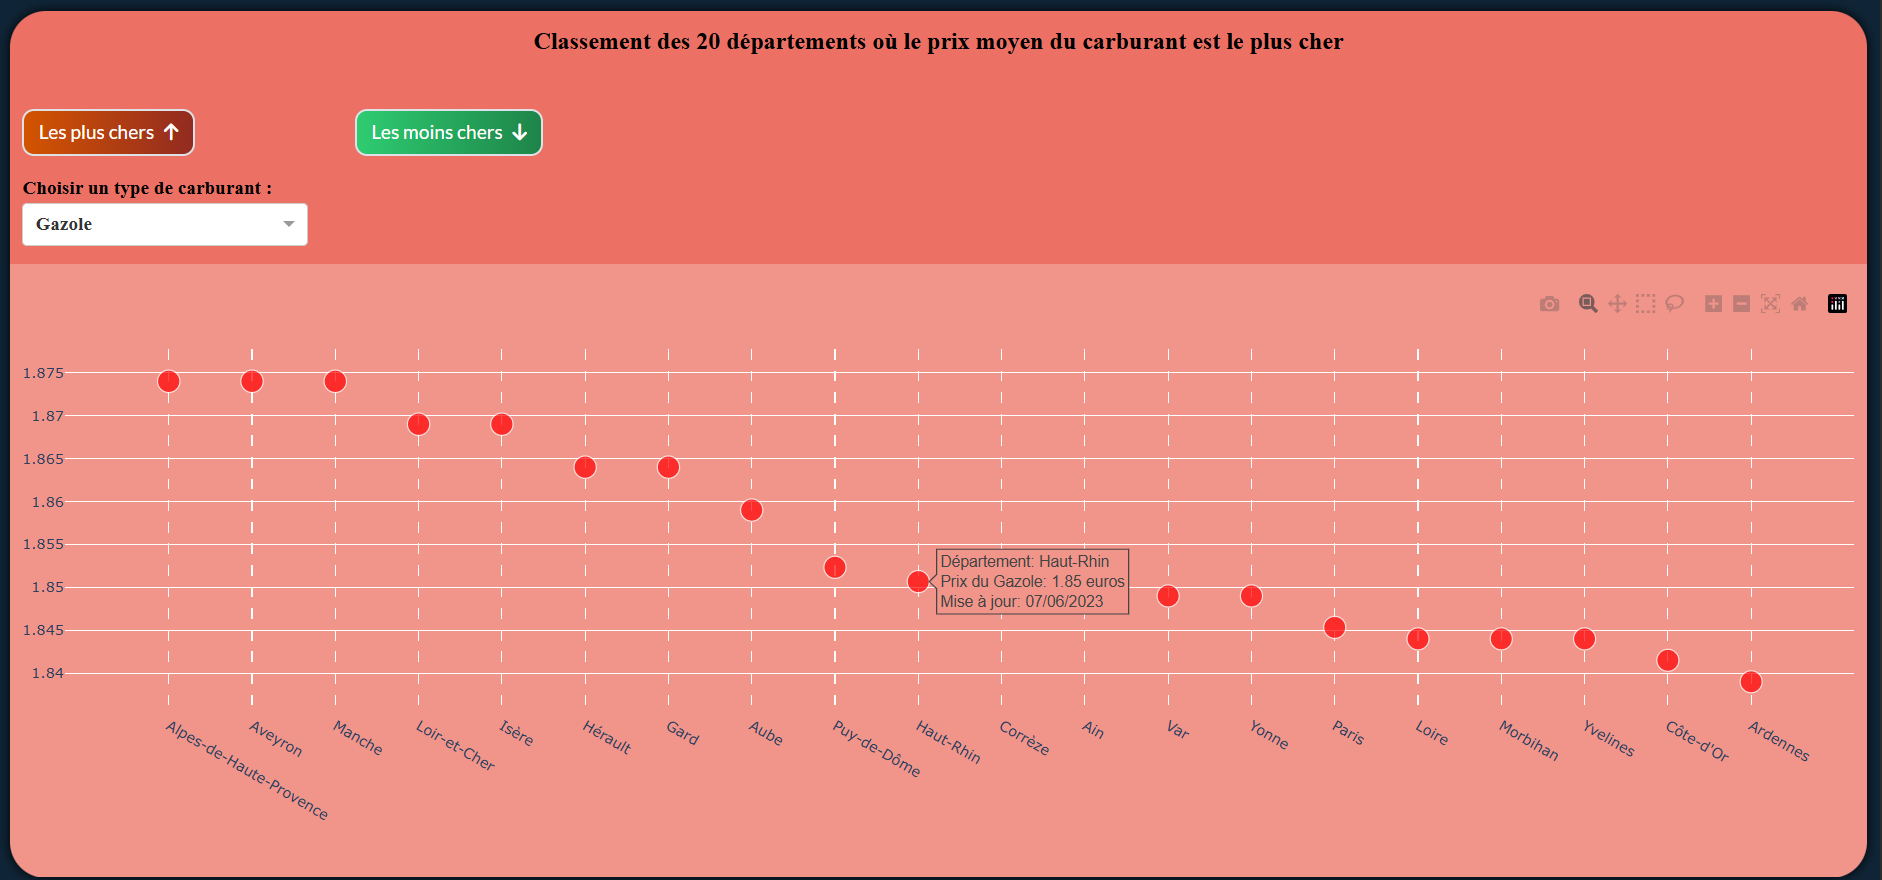 Classement des 20 départements où le prix moyen du carburant est le plus cher
Les plus chers
Les moins chers
Choisir un type de carburant :
Gazole
1.875
1.87
1.865
1.86
1.855
1.85
1.845
1.84
Département: Haut-Rhin
Prix du Gazole: 1.85 euros
Mise à jour: 07/06/2023
Alpes-de-Haute-Provence
Aveyron
Manche
Loir-et-Cher
Isère
Hérault
Gard
Aube
Puy-de-Dôme
Haut-Rhin
Corrèze
Ain
Var
Yonne
Paris
Loire
Morbihan
Yvelines
Côte-d'Or
Ardennes